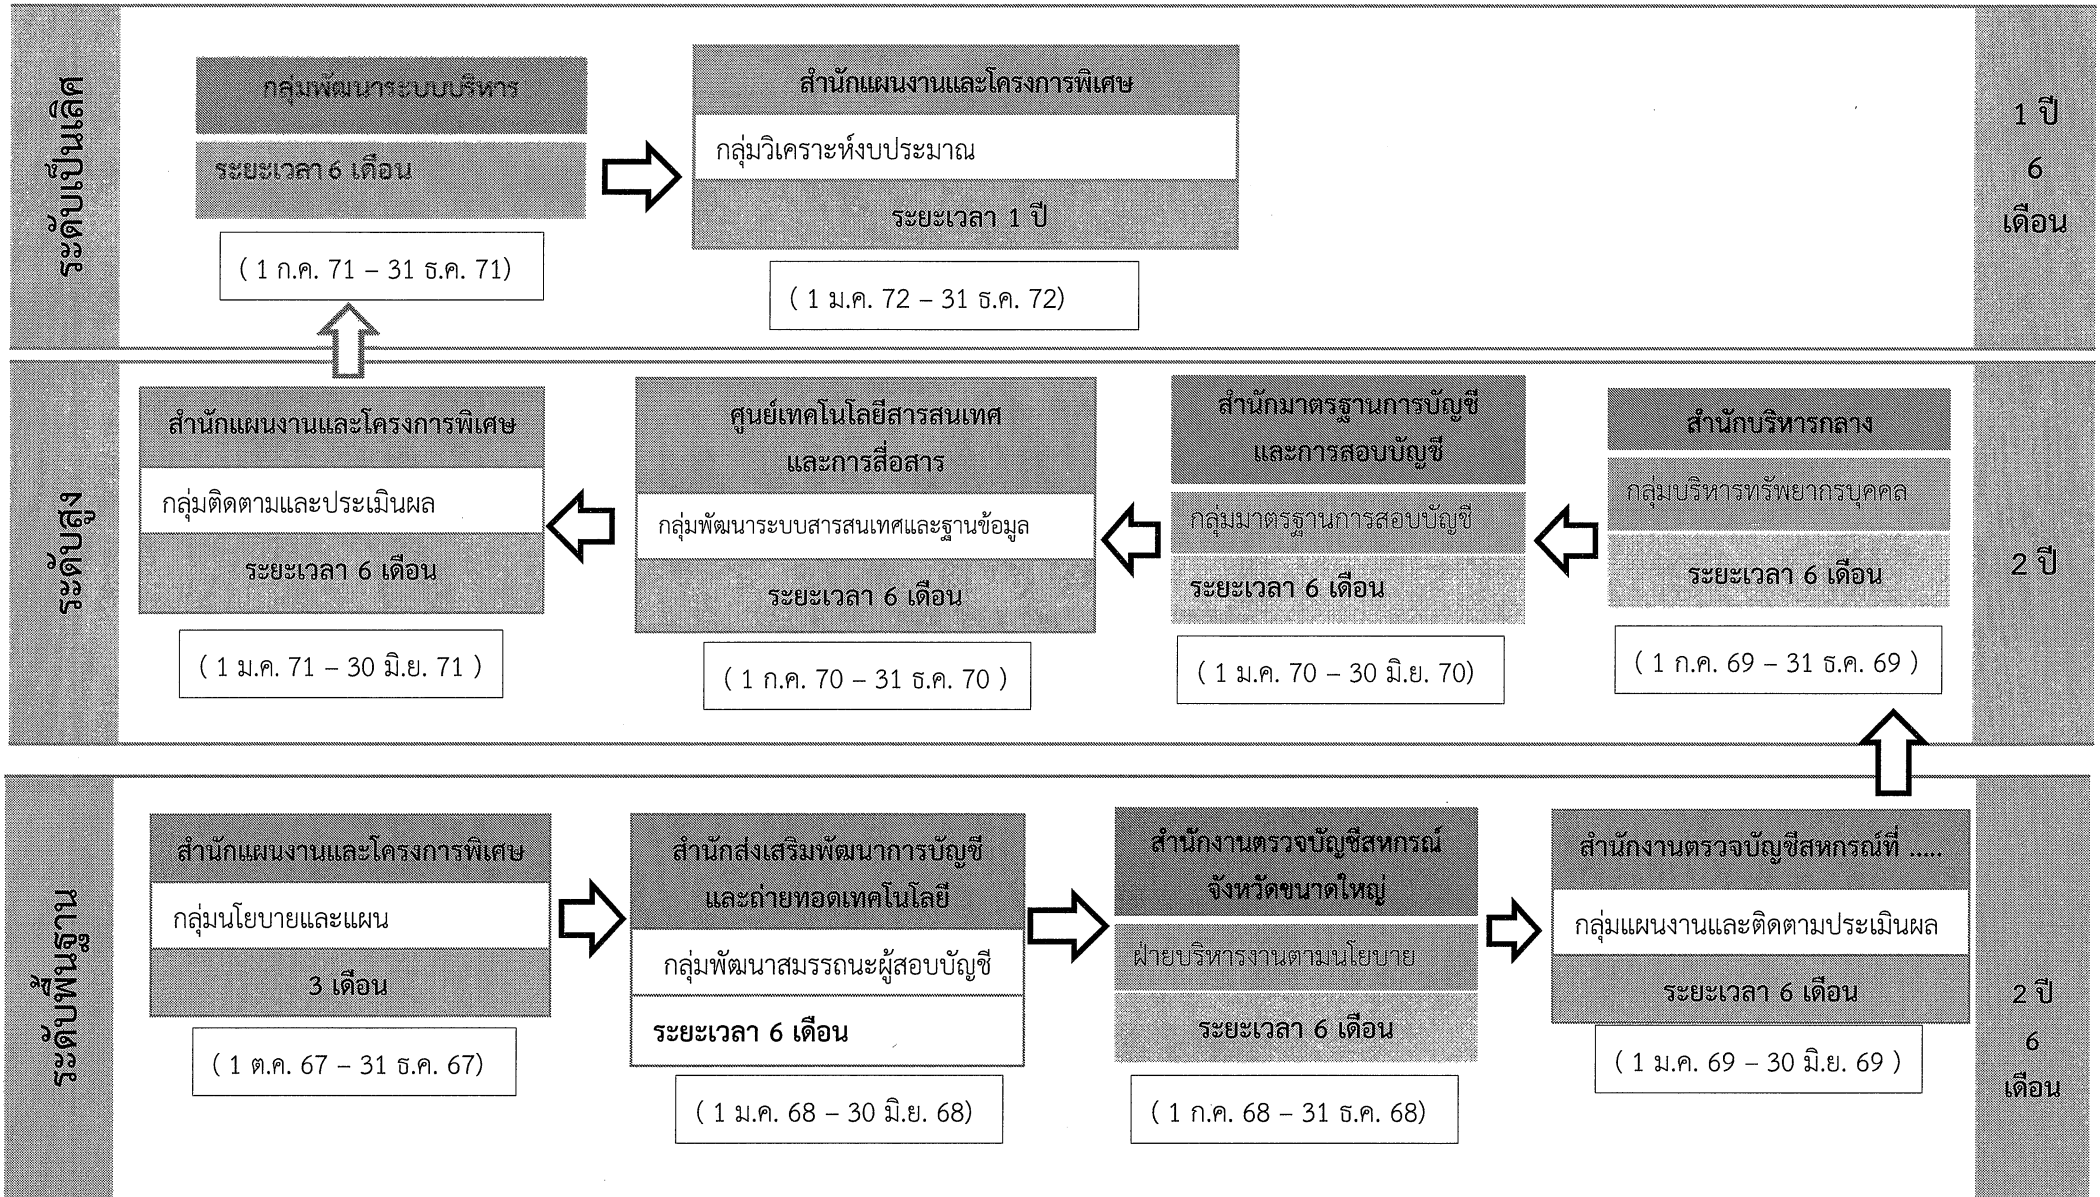 ระดับเป็นเลิศ
กลุ่มพัฒนาระบบบริหาร
ระยะเวลา 6 เดือน
( 1 ก.ค. 71 – 31 ธ.ค. 71)
สำนักแผนงานและโครงการพิเศษ
กลุ่มวิเคราะห์งบประมาณ
ระยะเวลา 1 ปี
( 1 ม.ค. 72 – 31 ธ.ค. 72)
1 ปี
6
เดือน
ระดับสูง
สำนักแผนงานและโครงการพิเศษ
กลุ่มติดตามและประเมินผล
ระยะเวลา 6 เดือน
( 1 ม.ค. 71 – 30 มิ.ย. 71 )
ศูนย์เทคโนโลยีสารสนเทศ
และการสื่อสาร
กลุ่มพัฒนาระบบสารสนเทศและฐานข้อมูล
ระยะเวลา 6 เดือน
( 1 ก.ค. 70 – 31 ธ.ค. 70 )
สำนักมาตรฐานการบัญชี
และการสอบบัญชี
กลุ่มมาตรฐานการสอบบัญชี
ระยะเวลา 6 เดือน
( 1 ม.ค. 70 – 30 มิ.ย. 70)
สำนักบริหารกลาง
กลุ่มบริหารทรัพยากรบุคคล
ระยะเวลา 6 เดือน
( 1 ก.ค. 69 – 31 ธ.ค. 69 )
2 ปี
ระดับพื้นฐาน
สำนักแผนงานและโครงการพิเศษ
กลุ่มนโยบายและแผน
3 เดือน
( 1 ต.ค. 67 – 31 ธ.ค. 67)
สำนักส่งเสริมพัฒนาการบัญชี
และถ่ายทอดเทคโนโลยี
กลุ่มพัฒนาสมรรถนะผู้สอบบัญชี
ระยะเวลา 6 เดือน
( 1 ม.ค. 68 – 30 มิ.ย. 68)
สำนักงานตรวจบัญชีสหกรณ์
จังหวัดขนาดใหญ่
ฝ่ายบริหารงานตามนโยบาย
ระยะเวลา 6 เดือน
( 1 ก.ค. 68 – 31 ธ.ค. 68)
สำนักงานตรวจบัญชีสหกรณ์ที่ .....
กลุ่มแผนงานและติดตามประเมินผล
ระยะเวลา 6 เดือน
( 1 ม.ค. 69 – 30 มิ.ย. 69 )
2 ปี
6
เดือน